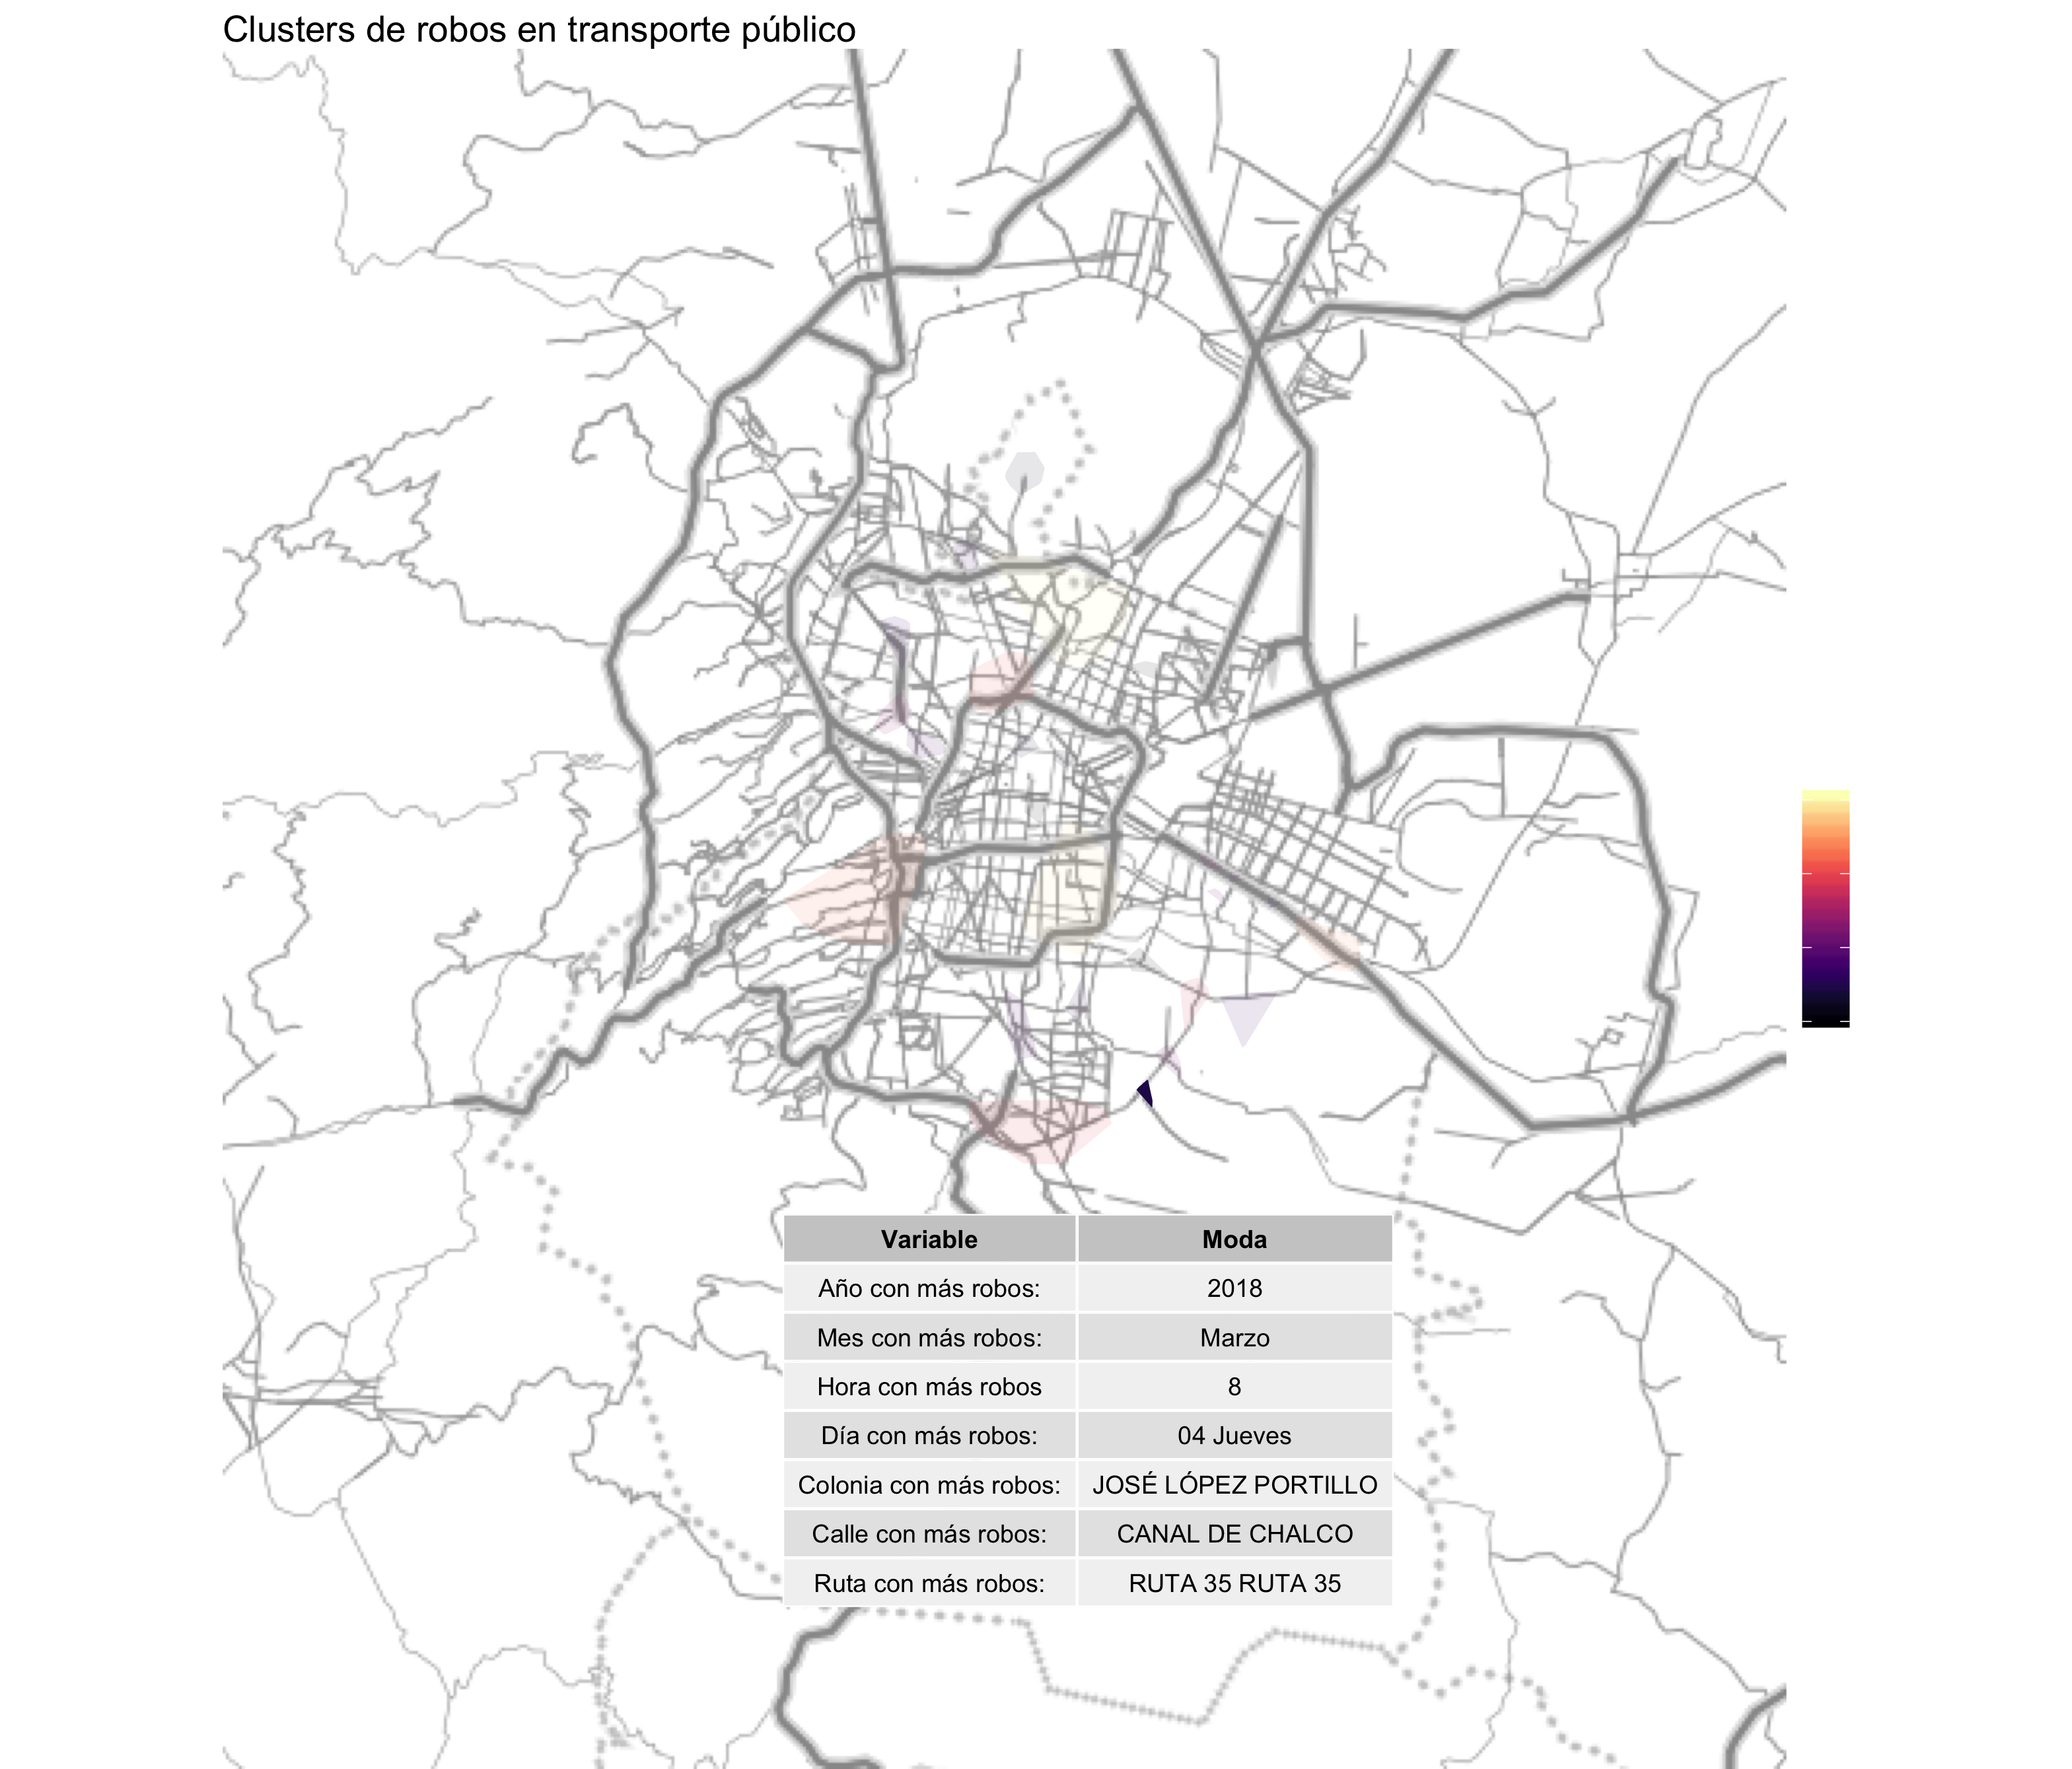 Clusters de robos en transporte público
Variable Moda
Año con más robos: 2018
Mes con más robos: Marzo
Hora con más robos 8
Día con más robos: 04 Jueves
Colonia con más robos: JOSÉ LÓPEZ PORTILLO
Calle con más robos: CANAL DE CHALCO
Ruta con más robos: RUTA 35 RUTA 35